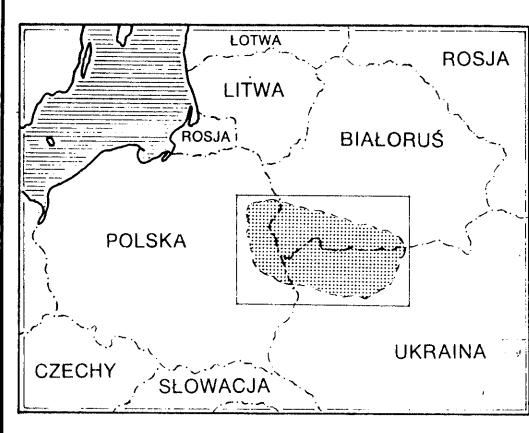 ŁOTWA
ROSJA
LITWA
ROSJA
BIAŁORUŚ
POLSKA
UKRAINA
CZECHY
SŁOWACJA